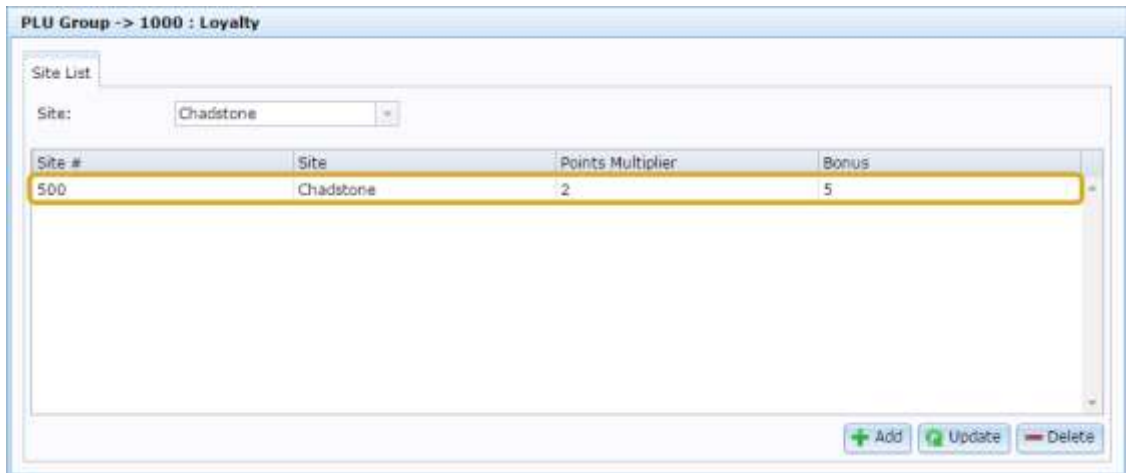 PLU Group -> 1000 : Loyalty
Site List
Site: Chadstone
Site # Site Points Multiplier Bonus
500 Chadstone 2 5
Add Update Delete